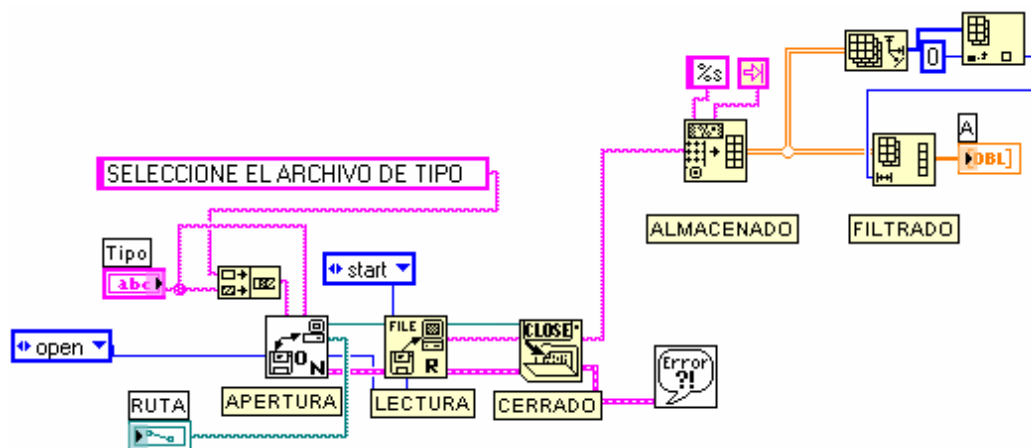 %s
0
A
DBL]
SELECCIONE EL ARCHIVO DE TIPO
ALMACENADO
FILTRADO
Tipo
abc
start
open
O
N
FILE
R
CLOSE
Error
?!
RUTA
APERTURA
LECTURA
CERRADO